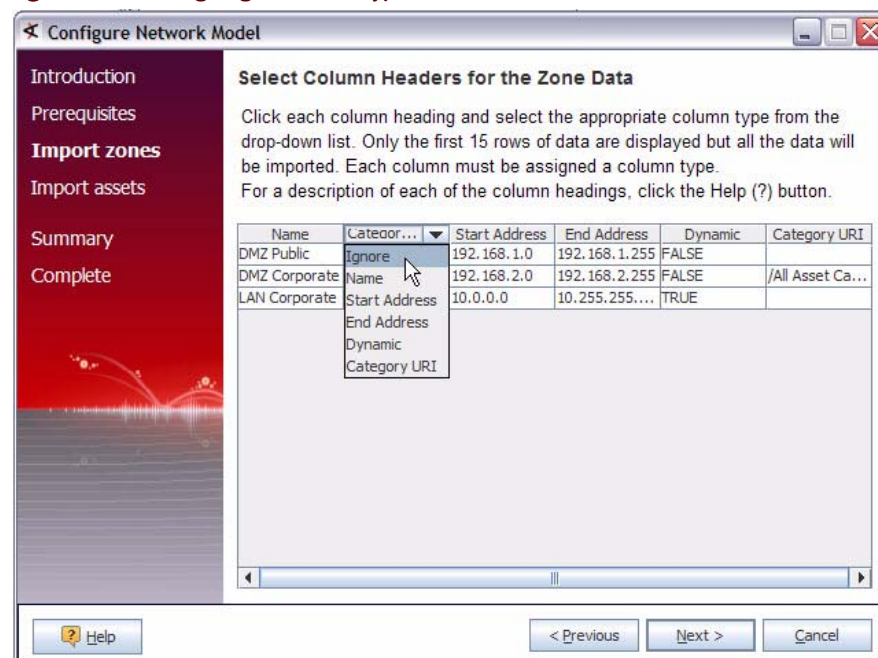 Configure Network Model
Introduction
Prerequisites
Import zones
Import assets
Summary
Complete
Select Column Headers for the Zone Data
Click each column heading and select the appropriate column type from the
drop-down list. Only the first 15 rows of data are displayed but all the data will
be imported. Each column must be assigned a column type.
For a description of each of the column headings, click the Help (?) button.
Name Categor... Start Address End Address Dynamic Category URI
DMZ Public 192.168.1.0 192.168.1.255 FALSE
DMZ Corporate 192.168.2.0 192.168.2.255 FALSE /All Asset Ca...
LAN Corporate 10.0.0.0 10.255.255.... TRUE
Ignore
Name
Start Address
End Address
Dynamic
Category URI
? Help
< Previous Next > Cancel